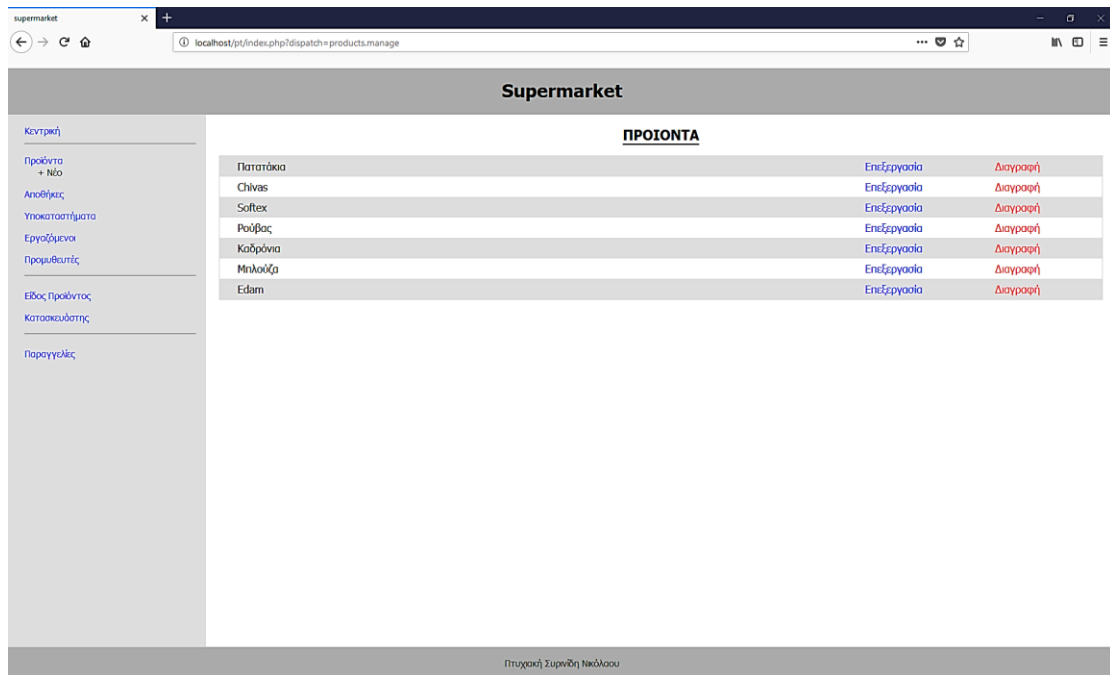 supermarket
localhost/pt/index.php?dispatch=products.manage
Supermarket
Κεντρική
Προϊόντα
+ Νέο
Αποθήκες
Υποκαταστήματα
Εργαζόμενοι
Προμυθευτές
Είδος Προϊόντος
Κατασκευάστης
Παραγγελίες
ΠΡΟΙΟΝΤΑ
Πατατάκια Επεξεργασία Διαγραφή
Chivas Επεξεργασία Διαγραφή
Softex Επεξεργασία Διαγραφή
Ρούβας Επεξεργασία Διαγραφή
Καδρόνια Επεξεργασία Διαγραφή
Μπλούζα Επεξεργασία Διαγραφή
Edam Επεξεργασία Διαγραφή
Πτυχιακή Συρινίδη Νικόλαου